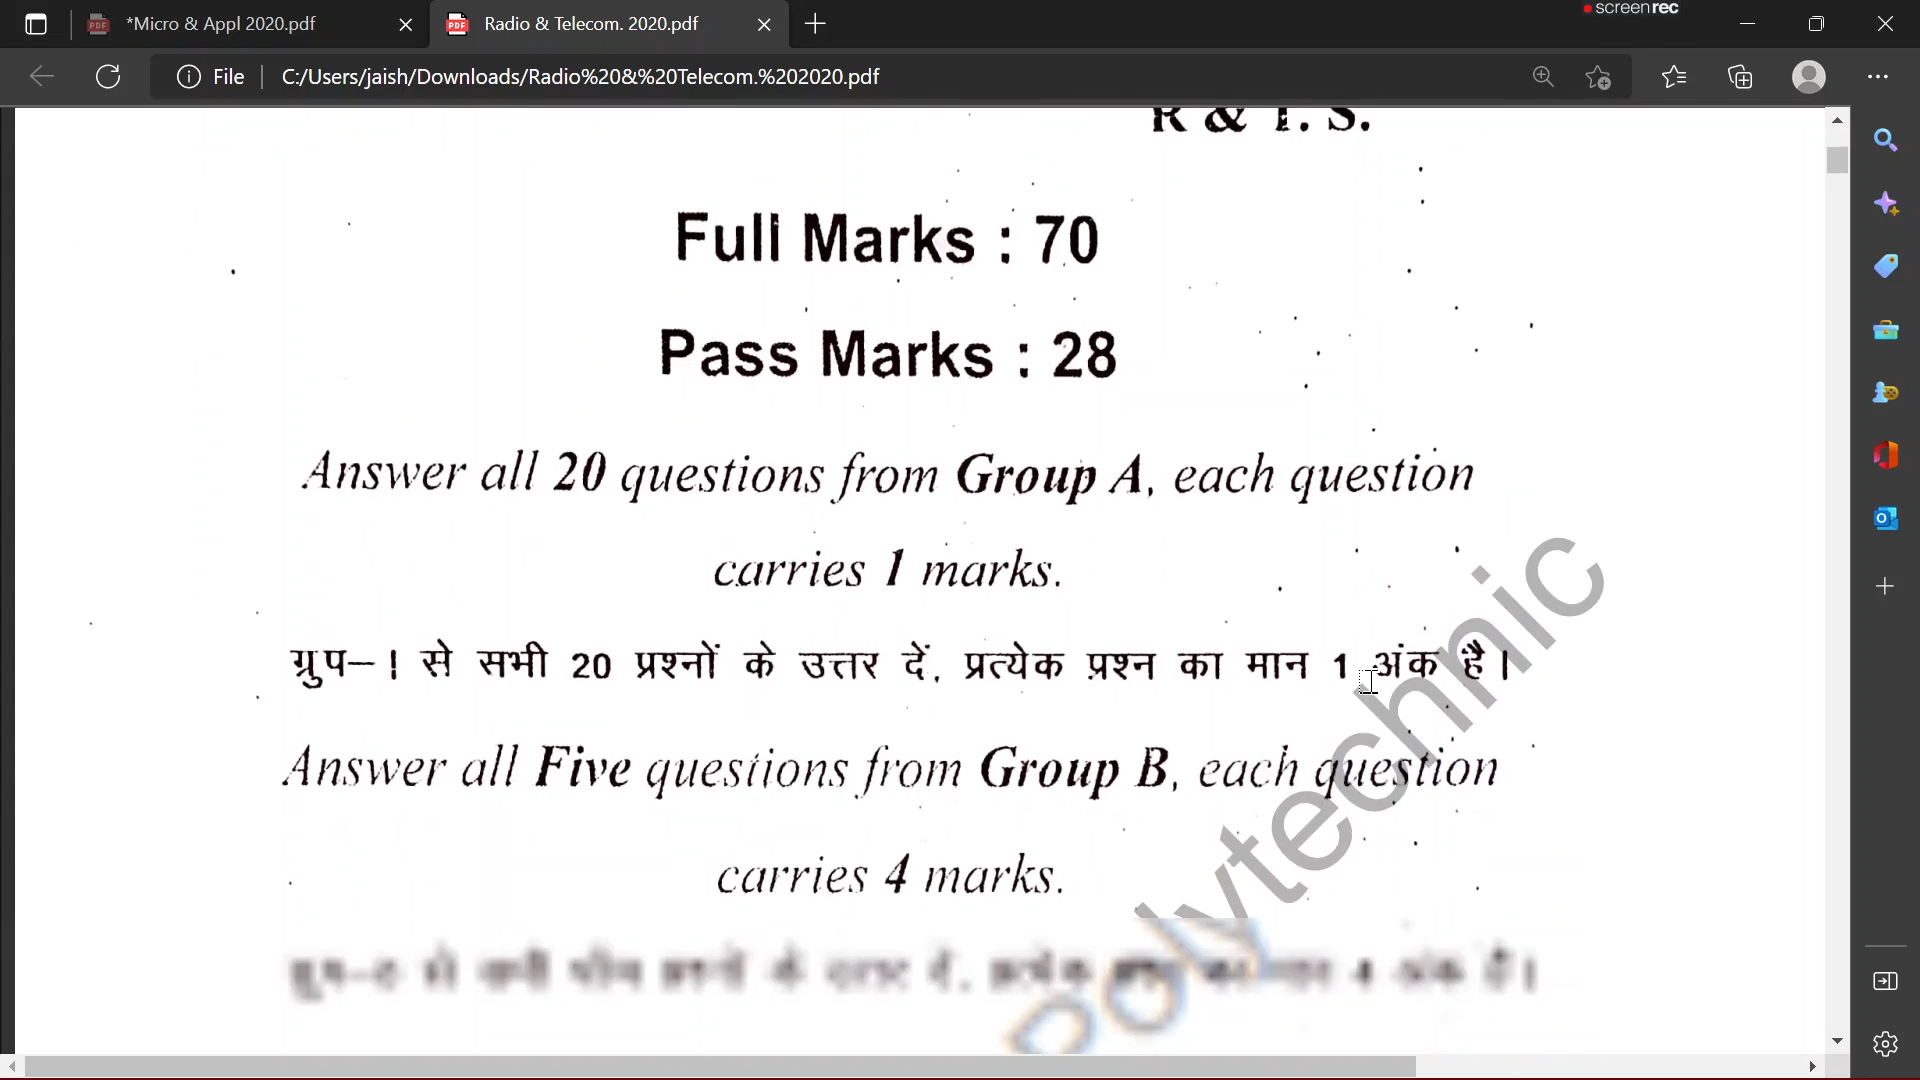 screenrec
*Micro & Appl 2020.pdf
Radio & Telecom. 2020.pdf
File
C:/Users/jaish/Downloads/Radio%20&%20Telecom.%202020.pdf
R & T. S.
Full Marks : 70
Pass Marks : 28
Answer all 20 questions from Group A, each question
carries 1 marks.
ग्रुप–I से सभी 20 प्रश्नों के उत्तर दें, प्रत्येक प्रश्न का मान 1 अंक है।
Answer all Five questions from Group B, each question
carries 4 marks.
Polytechnic